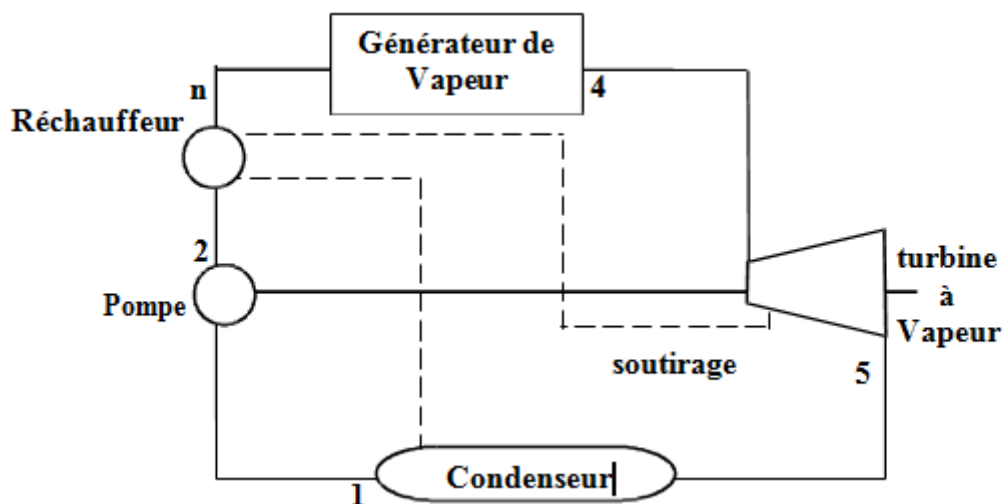 Générateur de
Vapeur
n
4
Réchauffeur
2
Pompe
turbine
à
Vapeur
soutirage
5
Condenseur
1